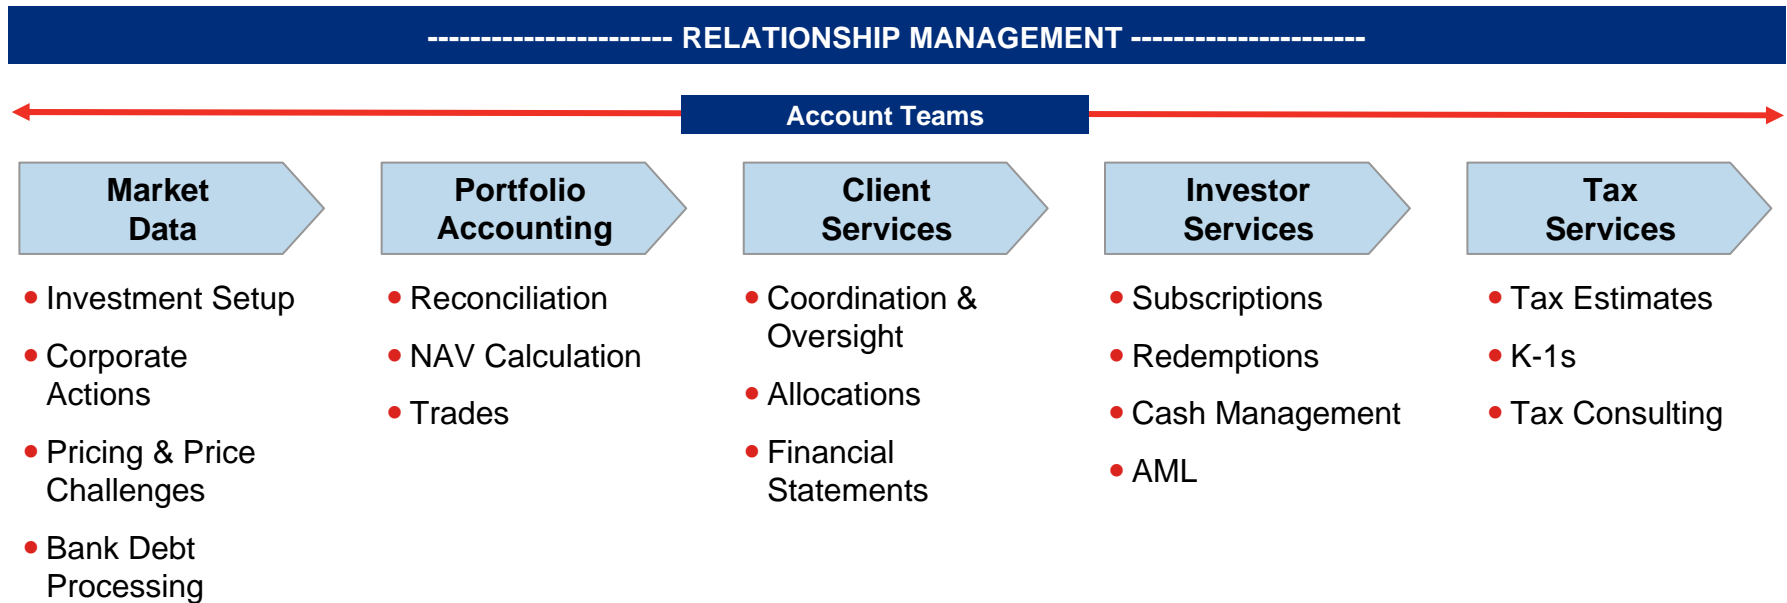 ---------------------- RELATIONSHIP MANAGEMENT ----------------------
Account Teams
Market
Data
Portfolio
Accounting
Client
Services
Investor
Services
Tax
Services
• Investment Setup
• Corporate
Actions
• Pricing & Price
Challenges
• Bank Debt
Processing
• Reconciliation
• NAV Calculation
• Trades
• Coordination &
Oversight
• Allocations
• Financial
Statements
• Subscriptions
• Redemptions
• Cash Management
• AML
• Tax Estimates
• K-1s
• Tax Consulting